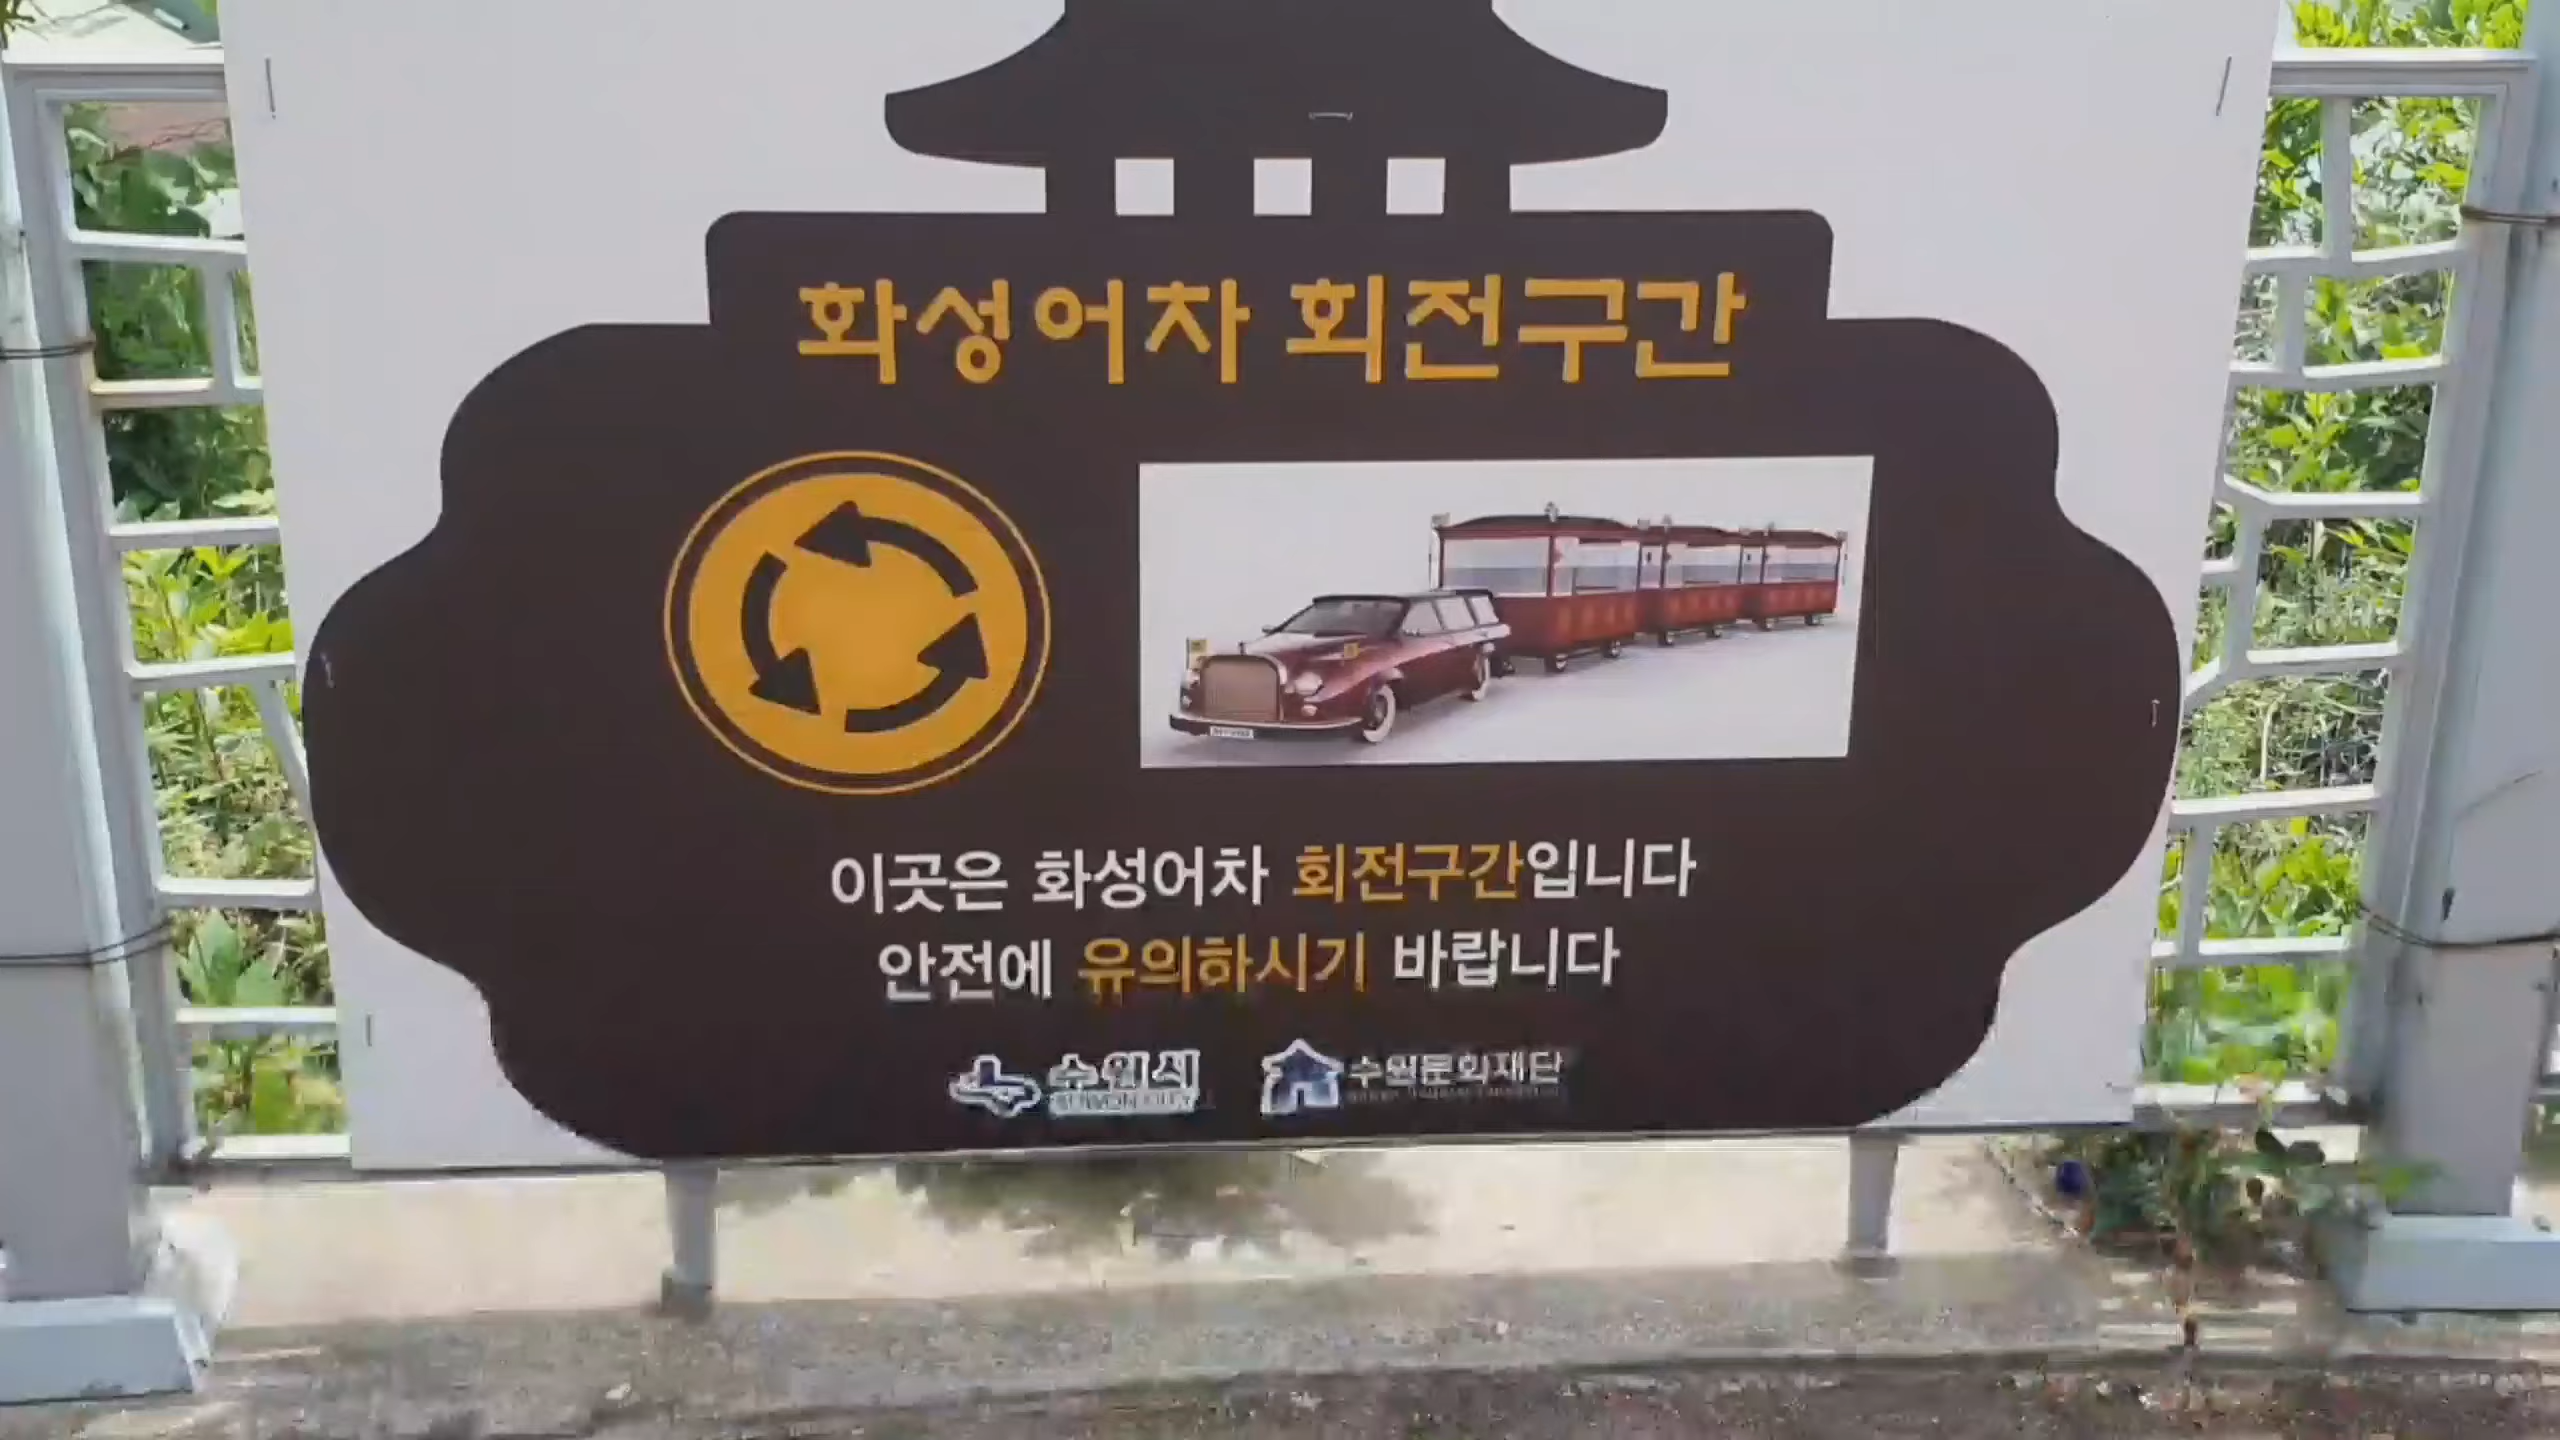 화성어차 회전구간
이곳은 화성어차 회전구간입니다
안전에 유의하시기 바랍니다
수원시
수원문화재단